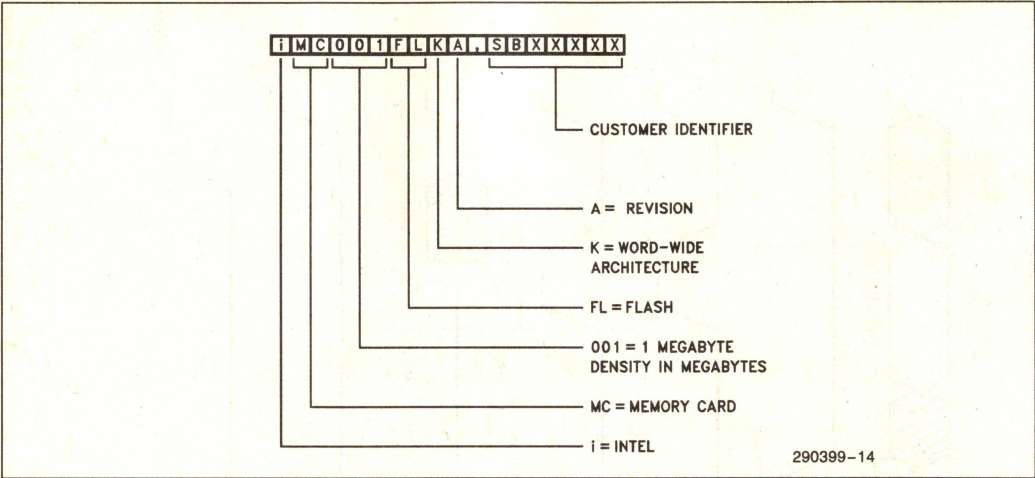 iMC001FLKA,SBXXXXX
CUSTOMER IDENTIFIER
A = REVISION
K = WORD-WIDE
ARCHITECTURE
FL = FLASH
001 = 1 MEGABYTE
DENSITY IN MEGABYTES
MC = MEMORY CARD
i = INTEL
290399-14